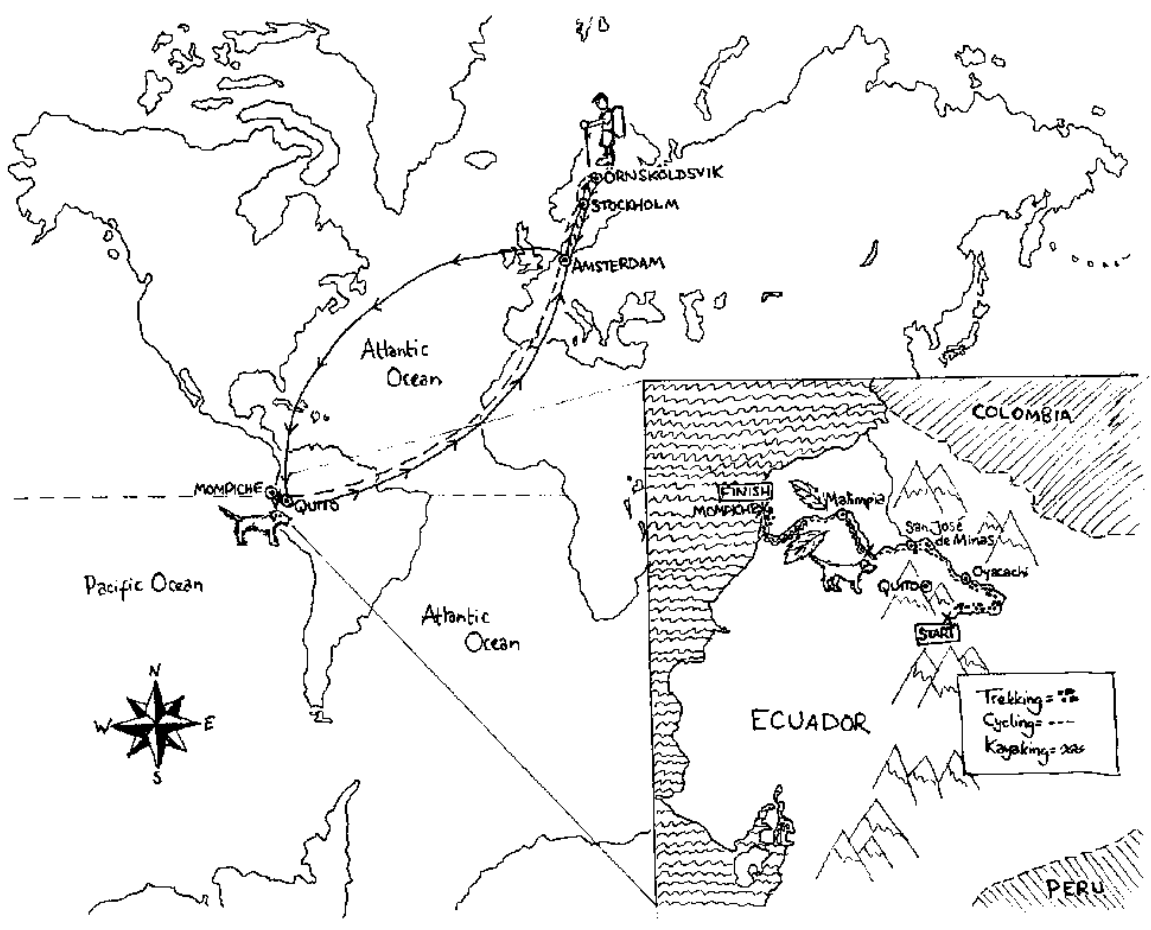 ÖRNSKÖLDSVIK
STOCKHOLM
AMSTERDAM
Atlantic
Ocean
MOMPICHE
QUITO
Pacific Ocean
Atlantic
Ocean
N
W
E
S
COLOMBIA
FINISH
MOMPICHE
Malimpia
San José
de Minas
Oyacachi
QUITO
START
ECUADOR
Trekking=
Cycling=
Kayaking=
PERU